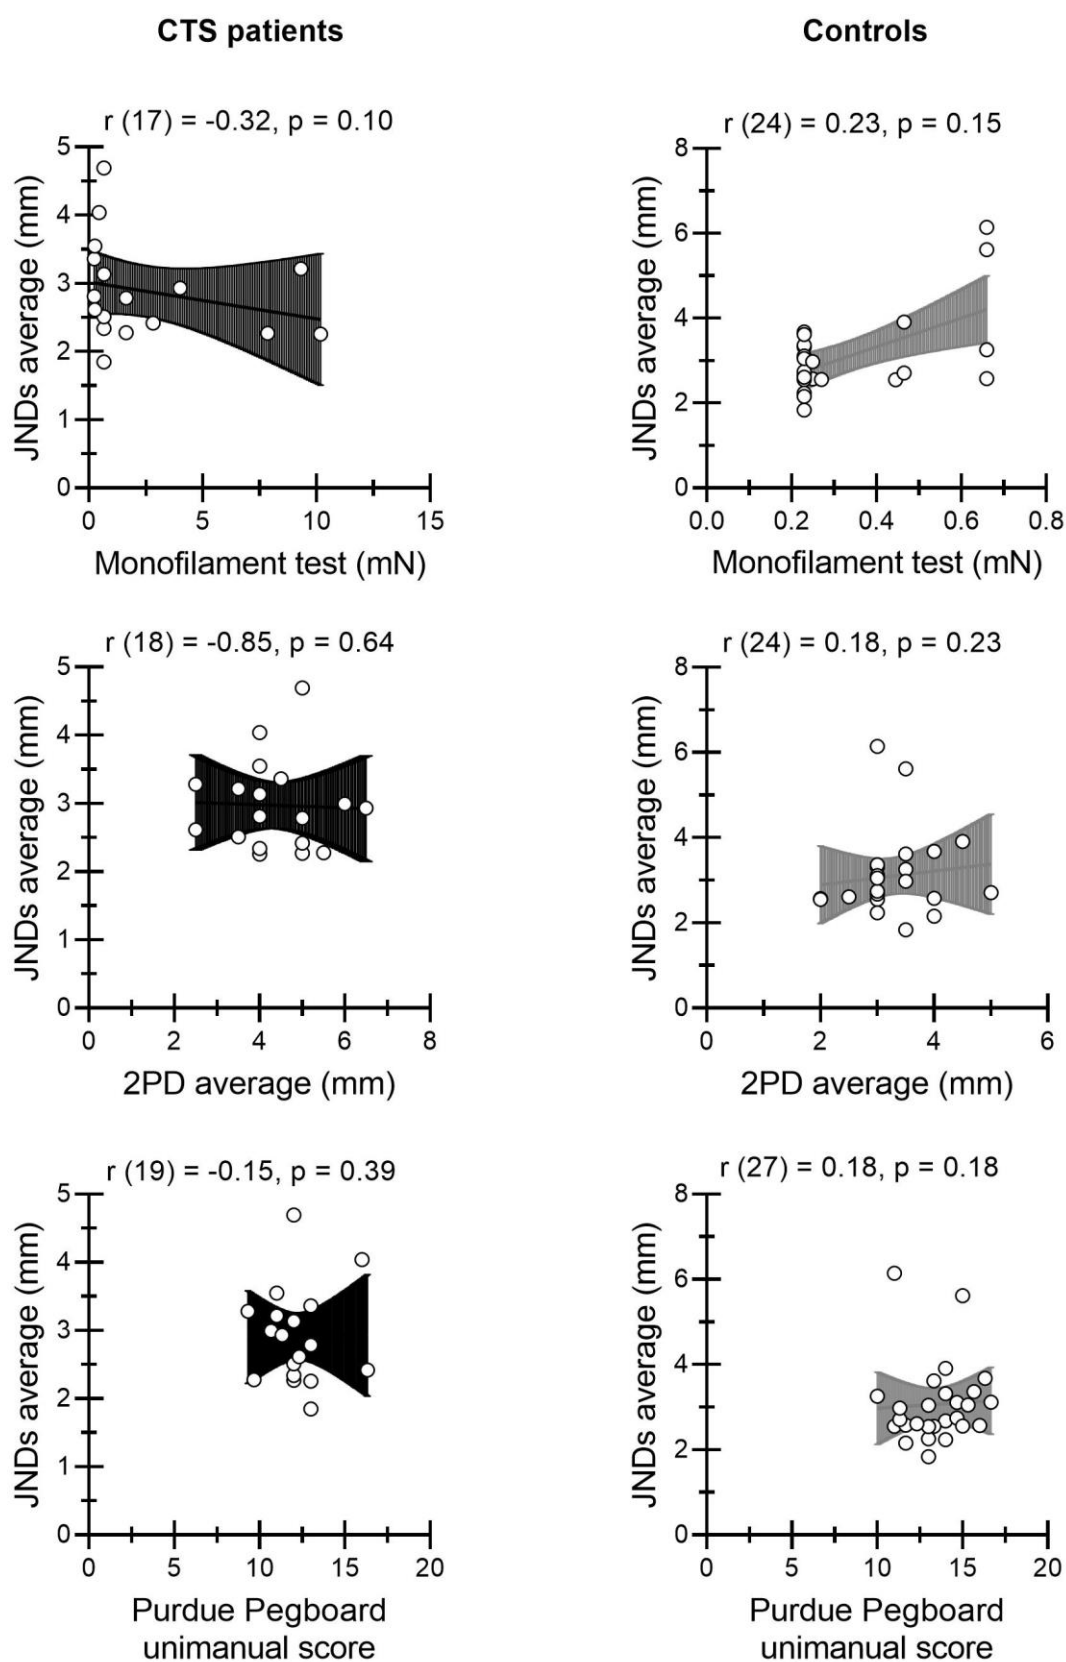 CTS patients
Controls
r (17) = -0.32, p = 0.10
r (24) = 0.23, p = 0.15
JNDs average (mm)
5
4
3
2
1
0
0 5 10 15
Monofilament test (mN)
JNDs average (mm)
8
6
4
2
0
0.0 0.2 0.4 0.6 0.8
Monofilament test (mN)
r (18) = -0.85, p = 0.64
r (24) = 0.18, p = 0.23
JNDs average (mm)
5
4
3
2
1
0
0 2 4 6 8
2PD average (mm)
JNDs average (mm)
8
6
4
2
0
0 2 4 6
2PD average (mm)
r (19) = -0.15, p = 0.39
r (27) = 0.18, p = 0.18
JNDs average (mm)
5
4
3
2
1
0
0 5 10 15 20
Purdue Pegboard
unimanual score
JNDs average (mm)
8
6
4
2
0
0 5 10 15 20
Purdue Pegboard
unimanual score